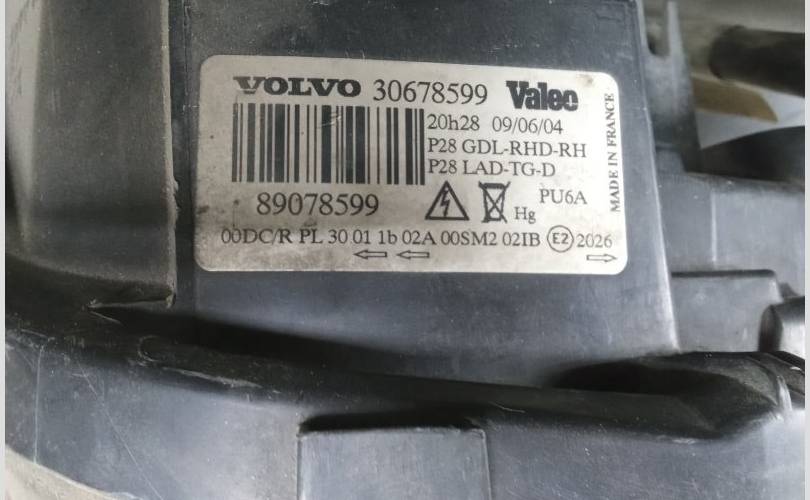 VOLVO 30678599 Valeo
20h28 09/06/04
P28 GDL-RHD-RH
P28 LAD-TG-D
PU6A
89078599
Hg
00DC/R PL 30 01 1b 02A 00SM2 02IB E2 2026
MADE IN FRANCE